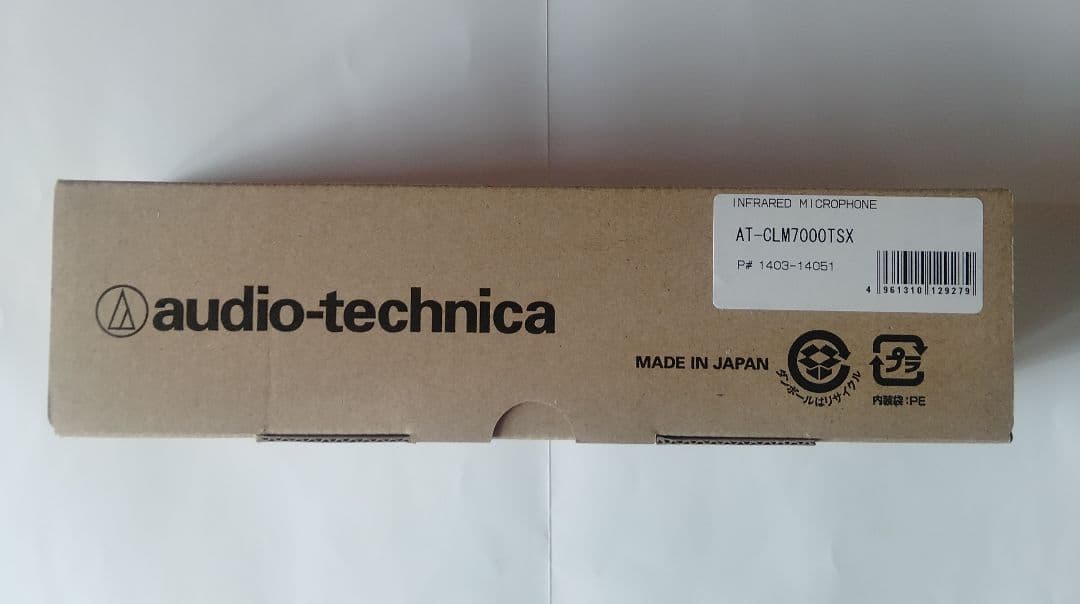 INFRARED MICROPHONE
AT-CLM7000TSX
P# 1403-14051
4 961310 129279
audio-technica
MADE IN JAPAN
ダンボールはリサイクル
プラ
内装袋:PE